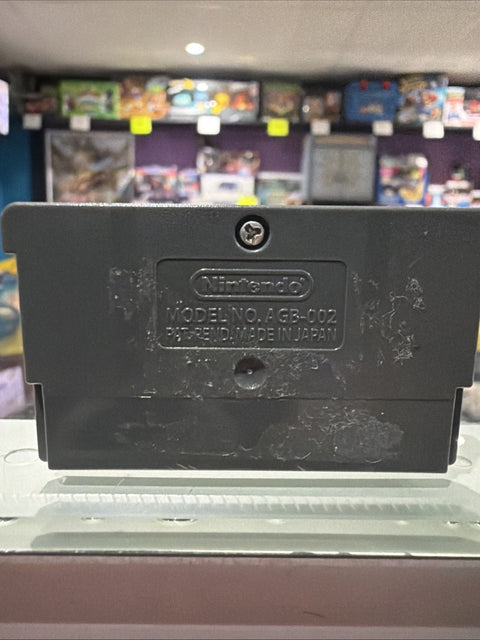 Nintendo
MODEL NO. AGB-002
PAT. PEND. MADE IN JAPAN